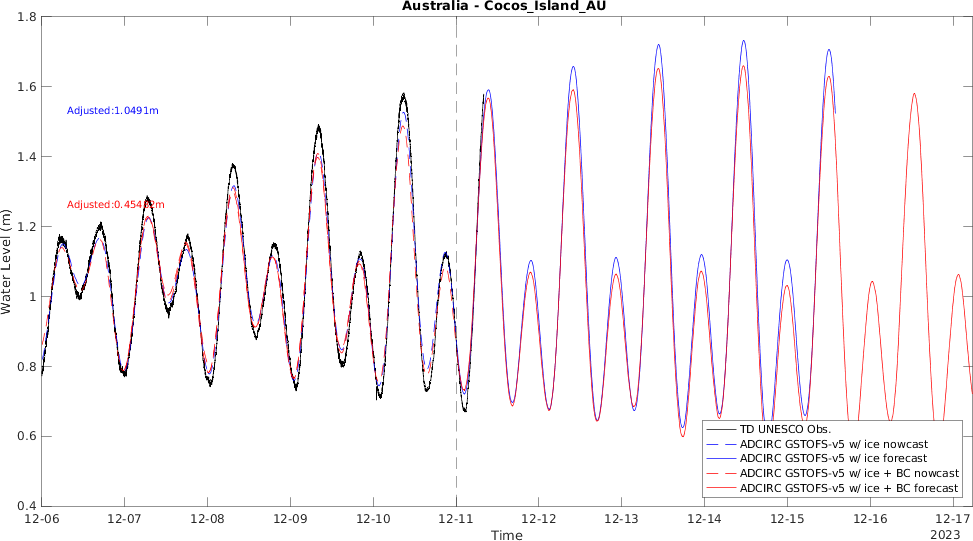 Australia - Cocos_Island_AU
1.8
1.6
1.4
1.2
1
0.8
0.6
0.4
Water Level (m)
Adjusted:1.0491m
TD UNESCO Obs.
ADCIRC GSTOFS-v5 w/ ice nowcast
ADCIRC GSTOFS-v5 w/ ice forecast
ADCIRC GSTOFS-v5 w/ ice + BC nowcast
ADCIRC GSTOFS-v5 w/ ice + BC forecast
12-06 12-07 12-08 12-09 12-10 12-11 12-12 12-13 12-14 12-15 12-16 12-17
Time
2023